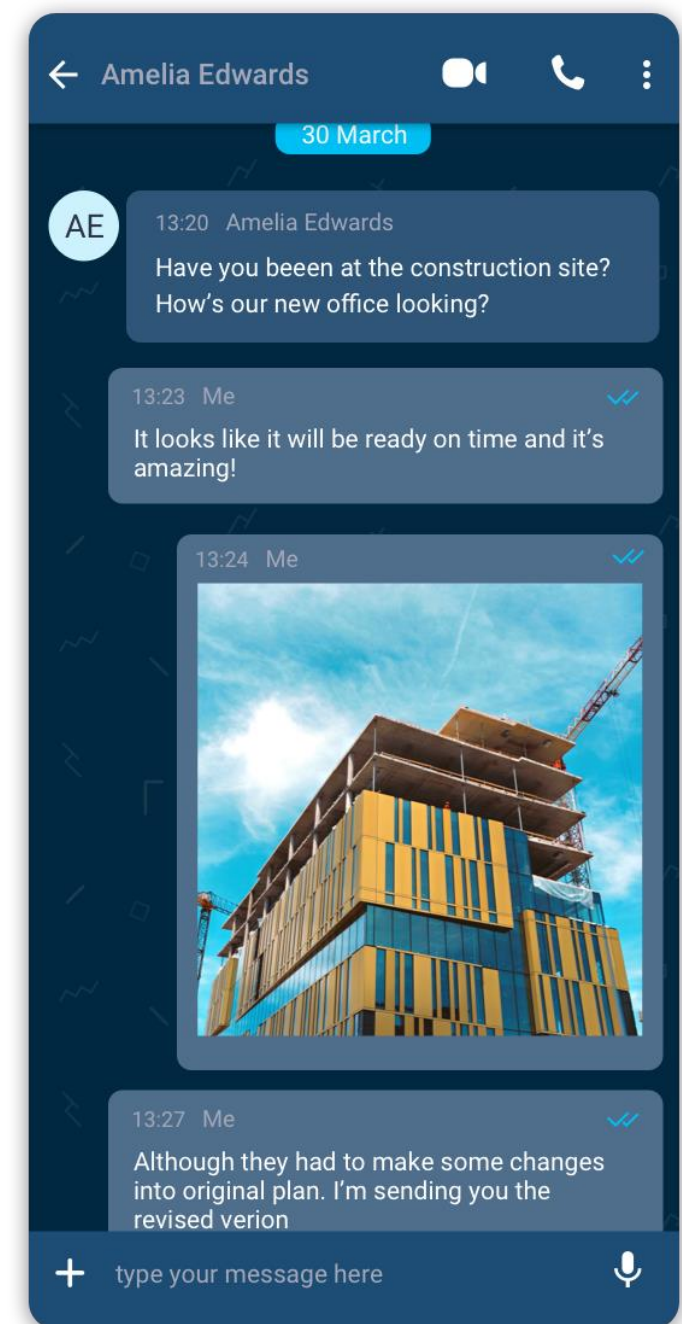 Amelia Edwards
30 March
AE
13:20 Amelia Edwards
Have you beeen at the construction site?
How’s our new office looking?
13:23 Me
It looks like it will be ready on time and it’s
amazing!
13:24 Me
13:27 Me
Although they had to make some changes
into original plan. I’m sending you the
revised verion
type your message here